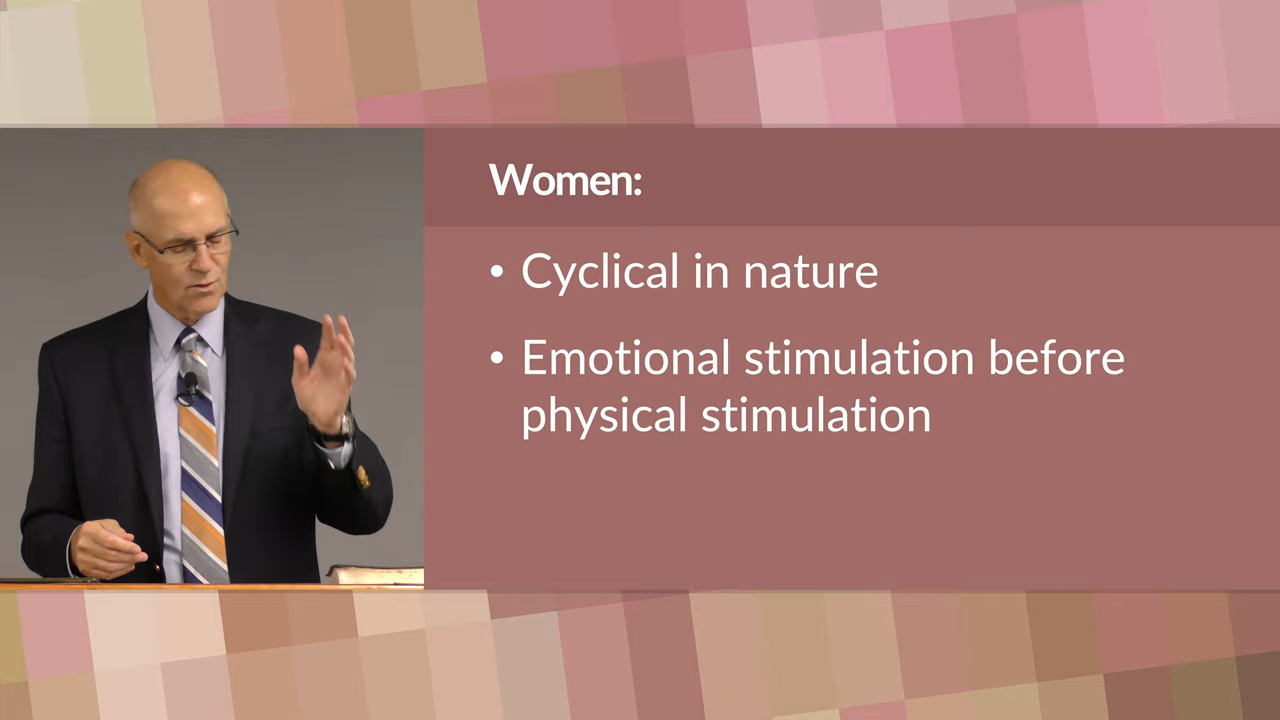 Women:
• Cyclical in nature
• Emotional stimulation before
physical stimulation